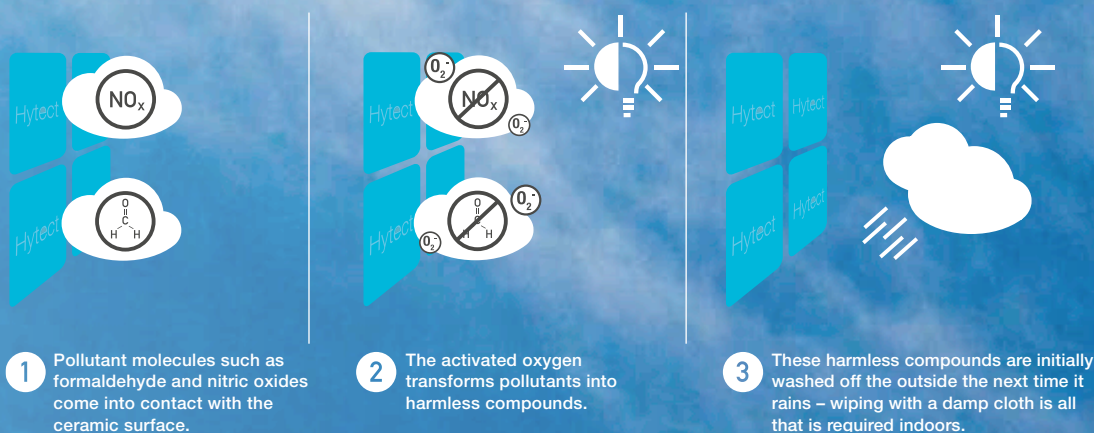 Hytect
NOx
Hytect
O
C
H H
O2-
NOx
O2-
Hytect
Hytect
O2-
O
C
H H
O2-
Hytect
Hytect
Hytect
Hytect
1
Pollutant molecules such as
formaldehyde and nitric oxides
come into contact with the
ceramic surface.
2
The activated oxygen
transforms pollutants into
harmless compounds.
3
These harmless compounds are initially
washed off the outside the next time it
rains – wiping with a damp cloth is all
that is required indoors.